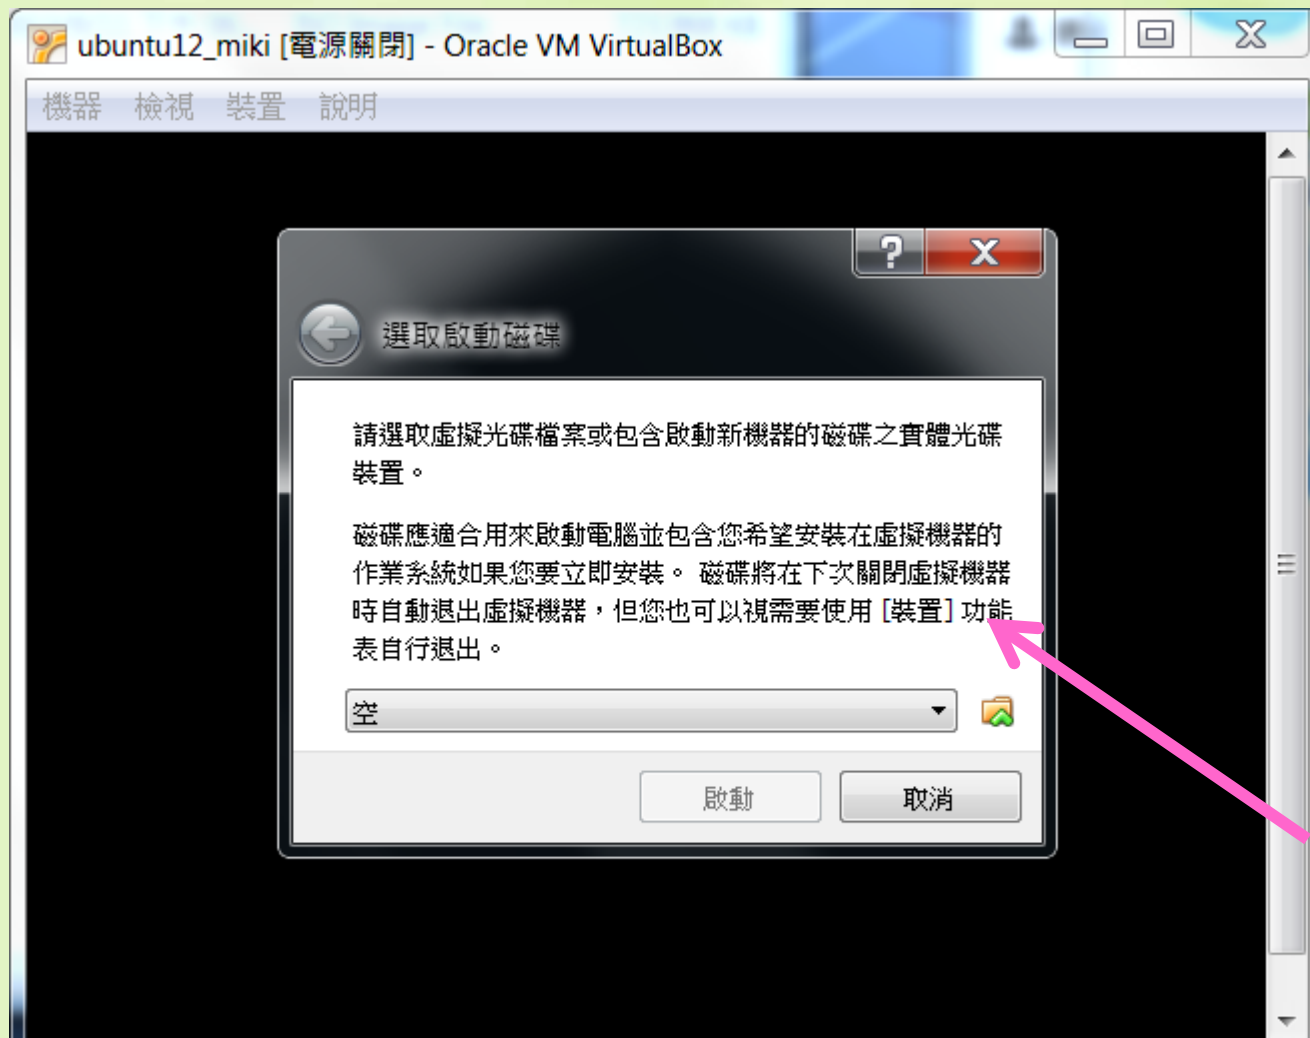 ubuntu12_miki [電源關閉] - Oracle VM VirtualBox
機器 檢視 裝置 說明
?
X
選取啟動磁碟
請選取虛擬光碟檔案或包含啟動新機器的磁碟之實體光碟
裝置。
磁碟應適合用來啟動電腦並包含您希望安裝在虛擬機器的
作業系統如果您要立即安裝。 磁碟將在下次關閉虛擬機器
時自動退出虛擬機器，但您也可以視需要使用 [裝置] 功能
表自行退出。
空
啟動 取消